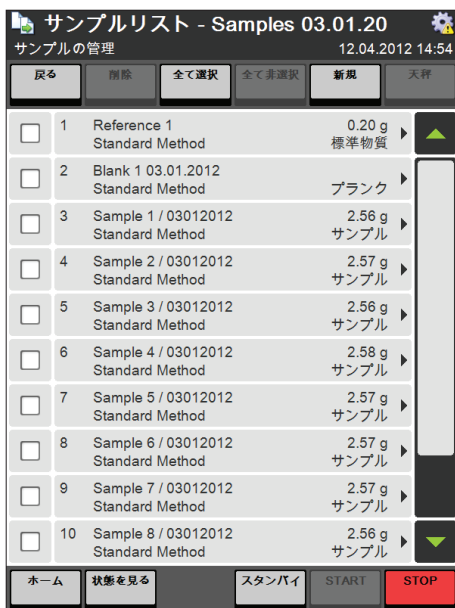 サンプルリスト - Samples 03.01.20
サンプルの管理 12.04.2012 14:54
戻る 削除 全て選択 全て非選択 新規 天秤
1 Reference 1 0.20 g
Standard Method 標準物質
2 Blank 1 03.01.2012
Standard Method ブランク
3 Sample 1 / 03012012 2.56 g
Standard Method サンプル
4 Sample 2 / 03012012 2.57 g
Standard Method サンプル
5 Sample 3 / 03012012 2.56 g
Standard Method サンプル
6 Sample 4 / 03012012 2.58 g
Standard Method サンプル
7 Sample 5 / 03012012 2.57 g
Standard Method サンプル
8 Sample 6 / 03012012 2.57 g
Standard Method サンプル
9 Sample 7 / 03012012 2.57 g
Standard Method サンプル
10 Sample 8 / 03012012 2.56 g
Standard Method サンプル
ホーム 状態を見る スタンバイ START STOP